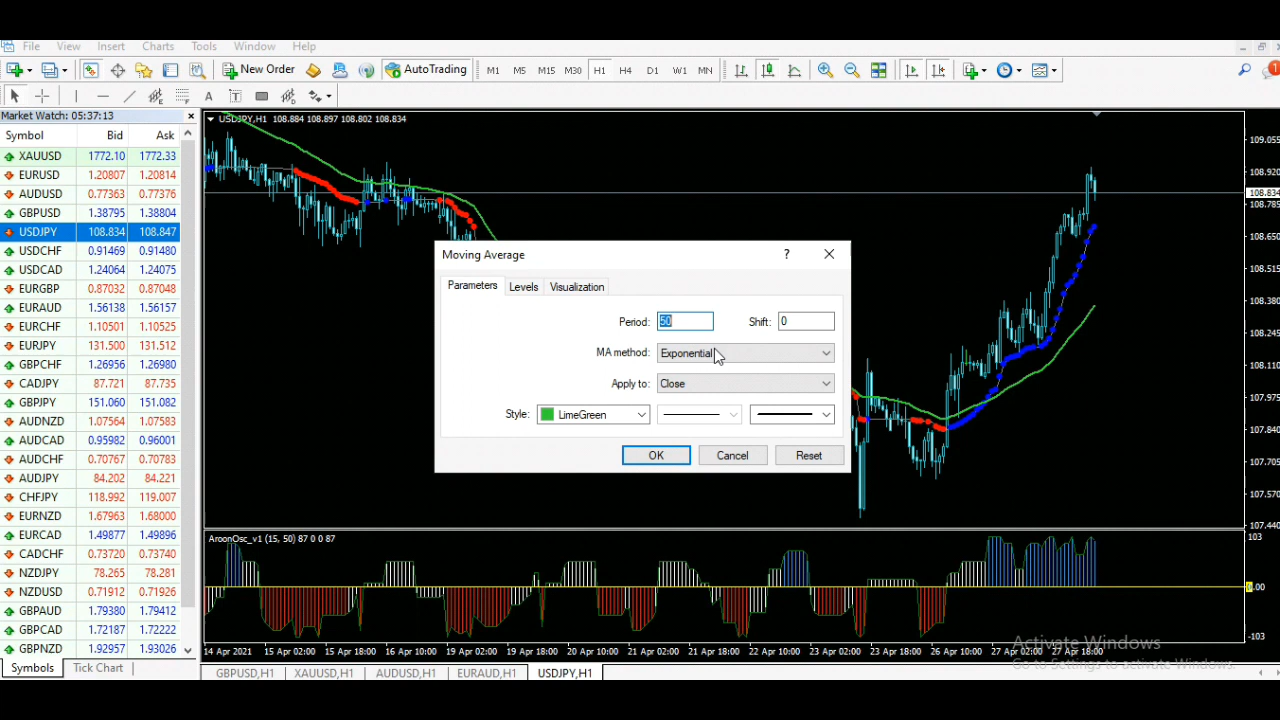 File View Insert Charts Tools Window Help
New Order AutoTrading M1 M5 M15 M30 H1 H4 D1 W1 MN 1
A T
Market Watch: 05:37:13
Symbol Bid Ask
XAUUSD 1772.10 1772.33
EURUSD 1.20807 1.20814
AUDUSD 0.77363 0.77376
GBPUSD 1.38795 1.38804
USDJPY 108.834 108.847
USDCHF 0.91469 0.91480
USDCAD 1.24064 1.24075
EURGBP 0.87032 0.87048
EURAUD 1.56138 1.56157
EURCHF 1.10501 1.10525
EURJPY 131.500 131.512
GBPCHF 1.26956 1.26980
CADJPY 87.721 87.735
GBPJPY 151.060 151.082
AUDNZD 1.07564 1.07583
AUDCAD 0.95982 0.96001
AUDCHF 0.70767 0.70783
AUDJPY 84.202 84.221
CHFJPY 118.992 119.007
EURNZD 1.67963 1.68000
EURCAD 1.49877 1.49896
CADCHF 0.73720 0.73740
NZDJPY 78.265 78.281
NZDUSD 0.71912 0.71926
GBPAUD 1.79380 1.79412
GBPCAD 1.72187 1.72222
GBPNZD 1.92957 1.93026
Symbols Tick Chart
USDJPY,H1 108.884 108.897 108.802 108.834
109.055
108.920
108.834
108.785
108.650
108.515
108.380
108.245
108.110
107.975
107.840
107.705
107.570
107.440
Moving Average ?
Parameters Levels Visualization
Period: 50 Shift: 0
MA method: Exponential
Apply to: Close
Style: LimeGreen
OK Cancel Reset
AroonOsc_v1 (15, 50) 87 0 0 87
103
0.00
-103
14 Apr 2021 15 Apr 02:00 15 Apr 18:00 16 Apr 10:00 19 Apr 02:00 19 Apr 18:00 20 Apr 10:00 21 Apr 02:00 21 Apr 18:00 22 Apr 10:00 23 Apr 02:00 23 Apr 18:00 26 Apr 10:00 27 Apr 02:00 27 Apr 18:00
Activate Windows
Go to Settings to activate Windows.
GBPUSD,H1 XAUUSD,H1 AUDUSD,H1 EURAUD,H1 USDJPY,H1